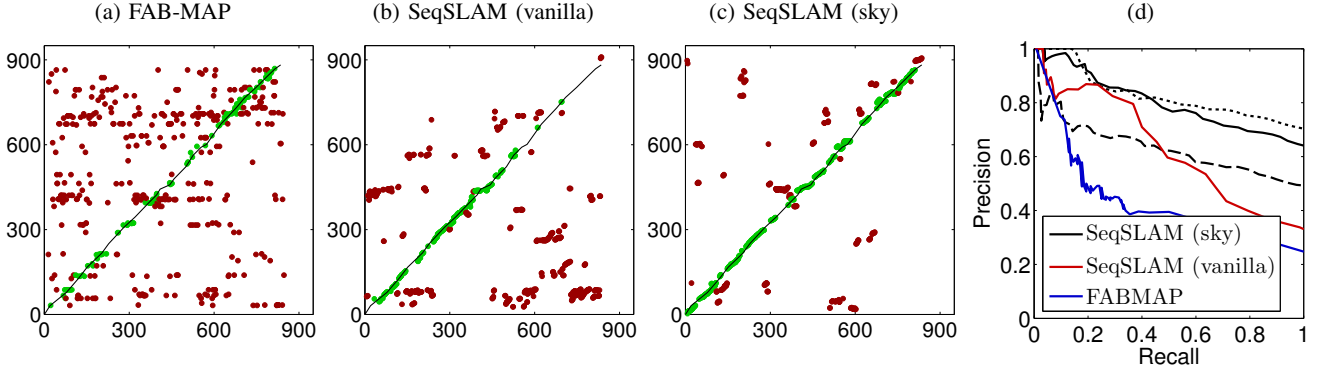 (a) FAB-MAP
(b) SeqSLAM (vanilla)
(c) SeqSLAM (sky)
(d)
900
600
300
0
0 300 600 900
900
600
300
0
0 300 600 900
900
600
300
0
0 300 600 900
Precision
1
0.8
0.6
0.4
0.2
0
SeqSLAM (sky)
SeqSLAM (vanilla)
FABMAP
0 0.2 0.4 0.6 0.8 1
Recall